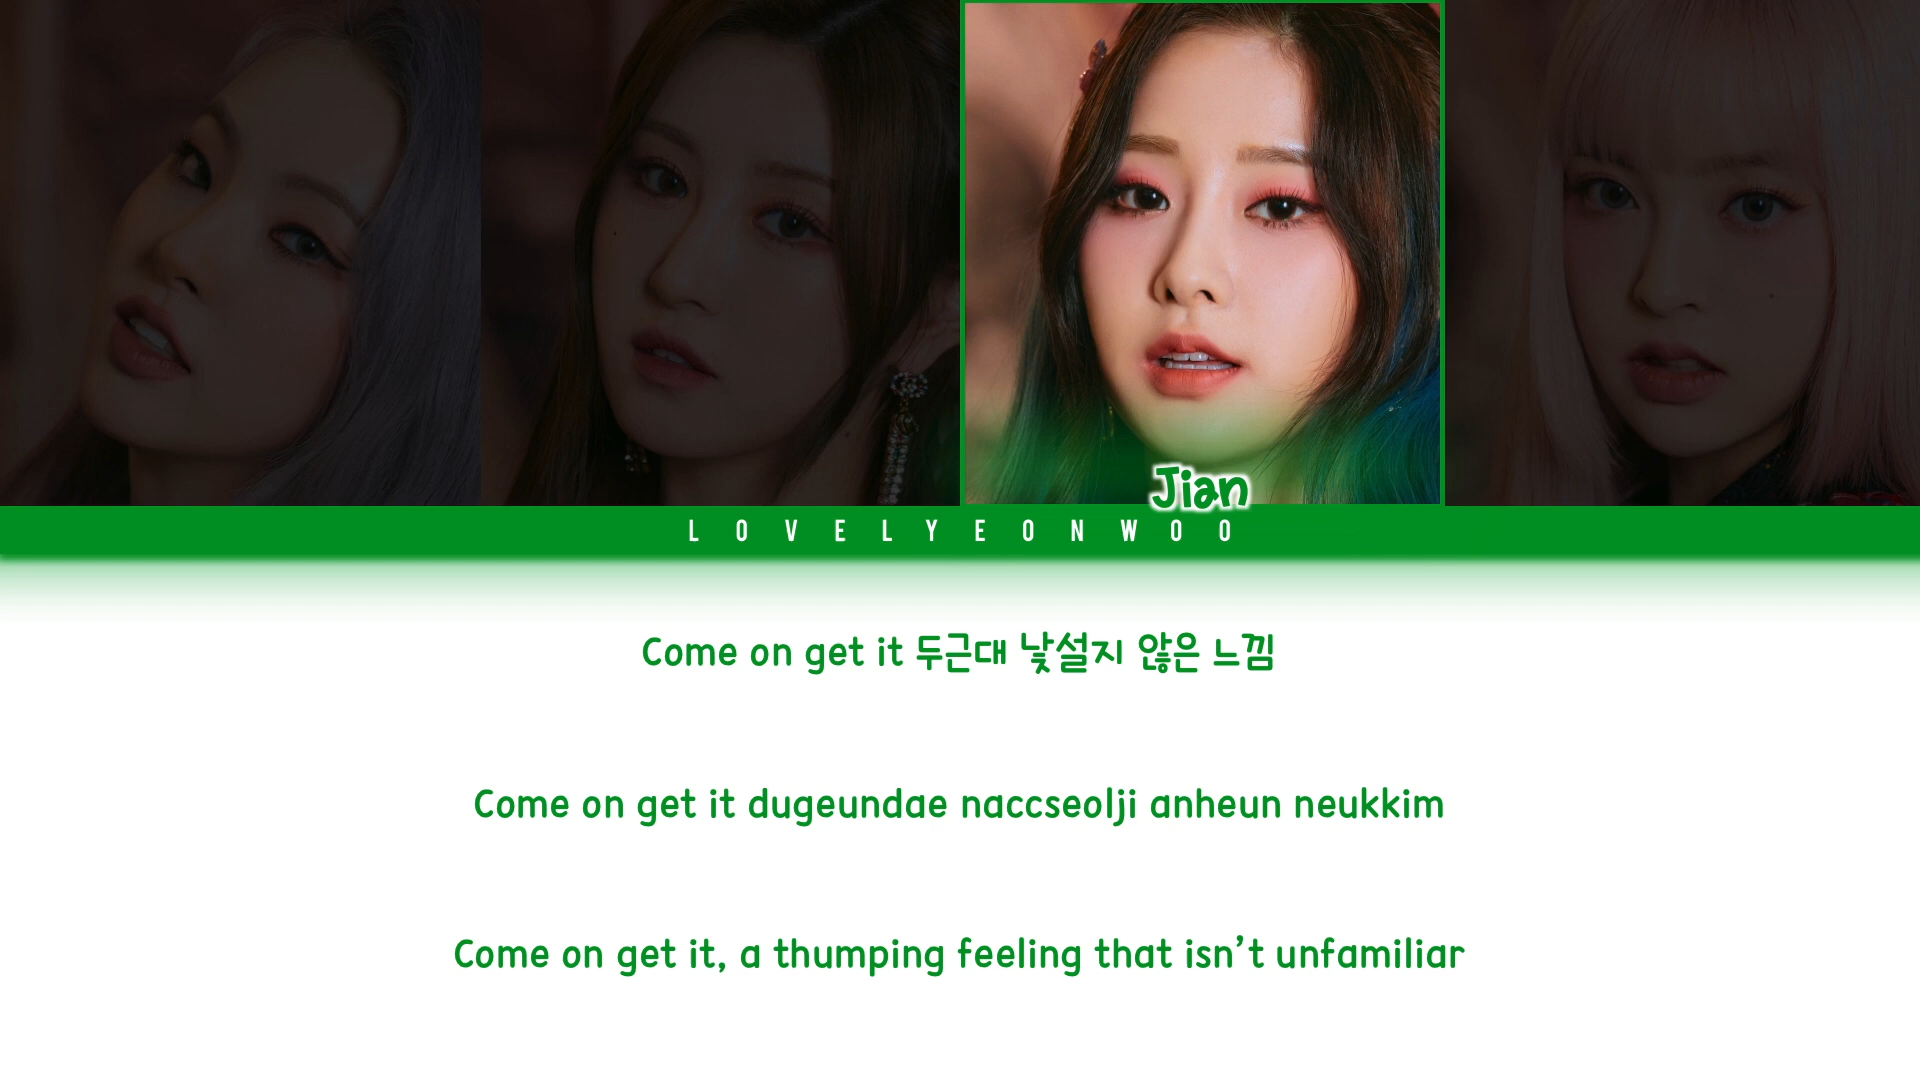 Jian
LOVELYEONWOO
Come on get it 두근대 낯설지 않은 느낌
Come on get it dugeundae naccseolji anheun neukkim
Come on get it, a thumping feeling that isn’t unfamiliar